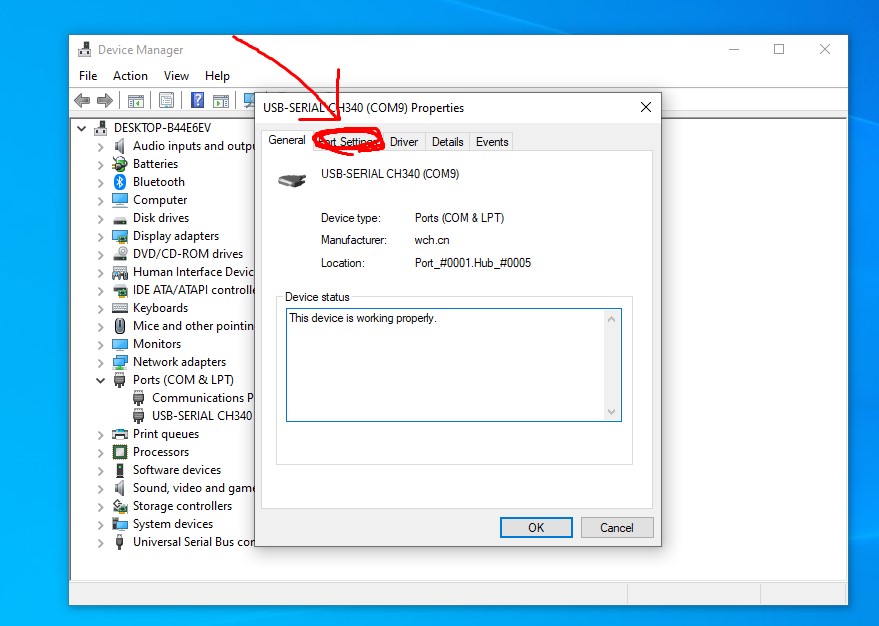 Device Manager
File Action View Help
USB-SERIAL CH340 (COM9) Properties
General Port Settings Driver Details Events
USB-SERIAL CH340 (COM9)
Device type: Ports (COM & LPT)
Manufacturer: wch.cn
Location: Port_#0001.Hub_#0005
Device status
This device is working properly.
OK Cancel
DESKTOP-B44E6EV
Audio inputs and outpu
Batteries
Bluetooth
Computer
Disk drives
Display adapters
DVD/CD-ROM drives
Human Interface Devic
IDE ATA/ATAPI controlle
Keyboards
Mice and other pointin
Monitors
Network adapters
Ports (COM & LPT)
Communications P
USB-SERIAL CH340
Print queues
Processors
Software devices
Sound, video and game
Storage controllers
System devices
Universal Serial Bus con